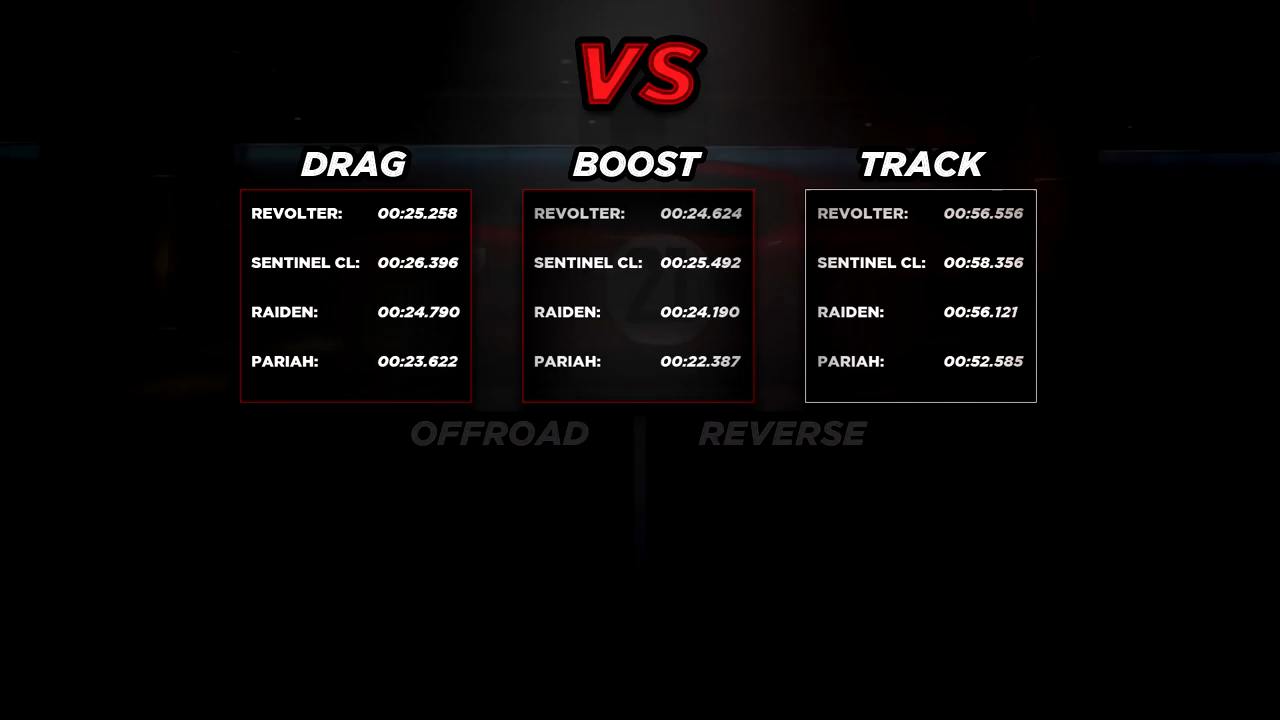 VS
DRAG
REVOLTER: 00:25.258
SENTINEL CL: 00:26.396
RAIDEN: 00:24.790
PARIAH: 00:23.622
BOOST
REVOLTER: 00:24.624
SENTINEL CL: 00:25.492
RAIDEN: 00:24.190
PARIAH: 00:22.387
TRACK
REVOLTER: 00:56.556
SENTINEL CL: 00:58.356
RAIDEN: 00:56.121
PARIAH: 00:52.585
OFFROAD
REVERSE